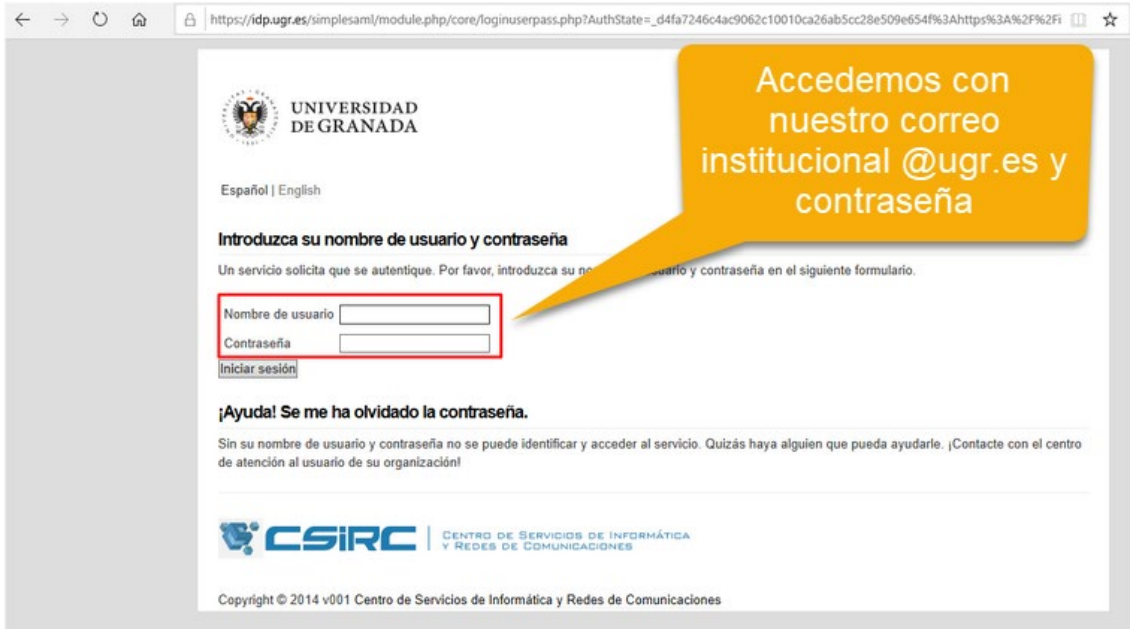 https://idp.ugr.es/simplesaml/module.php/core/loginuserpass.php?AuthState=_d4fa7246c4ac9062c10010ca26ab5cc28e509e654f%3Ahttps%3A%2F%2Fi
Accedemos con
nuestro correo
institucional @ugr.es y
contraseña
UNIVERSIDAD
DE GRANADA
Español | English
Introduzca su nombre de usuario y contraseña
Un servicio solicita que se autentique. Por favor, introduzca su y contraseña en el siguiente formulario.
Nombre de usuario
Contraseña
Iniciar sesión
¡Ayuda! Se me ha olvidado la contraseña.
Sin su nombre de usuario y contraseña no se puede identificar y acceder al servicio. Quizás haya alguien que pueda ayudarle. ¡Contacte con el centro
de atención al usuario de su organización!
CSIRC
CENTRO DE SERVICIOS DE INFORMÁTICA
Y REDES DE COMUNICACIONES
Copyright © 2014 v001 Centro de Servicios de Informática y Redes de Comunicaciones